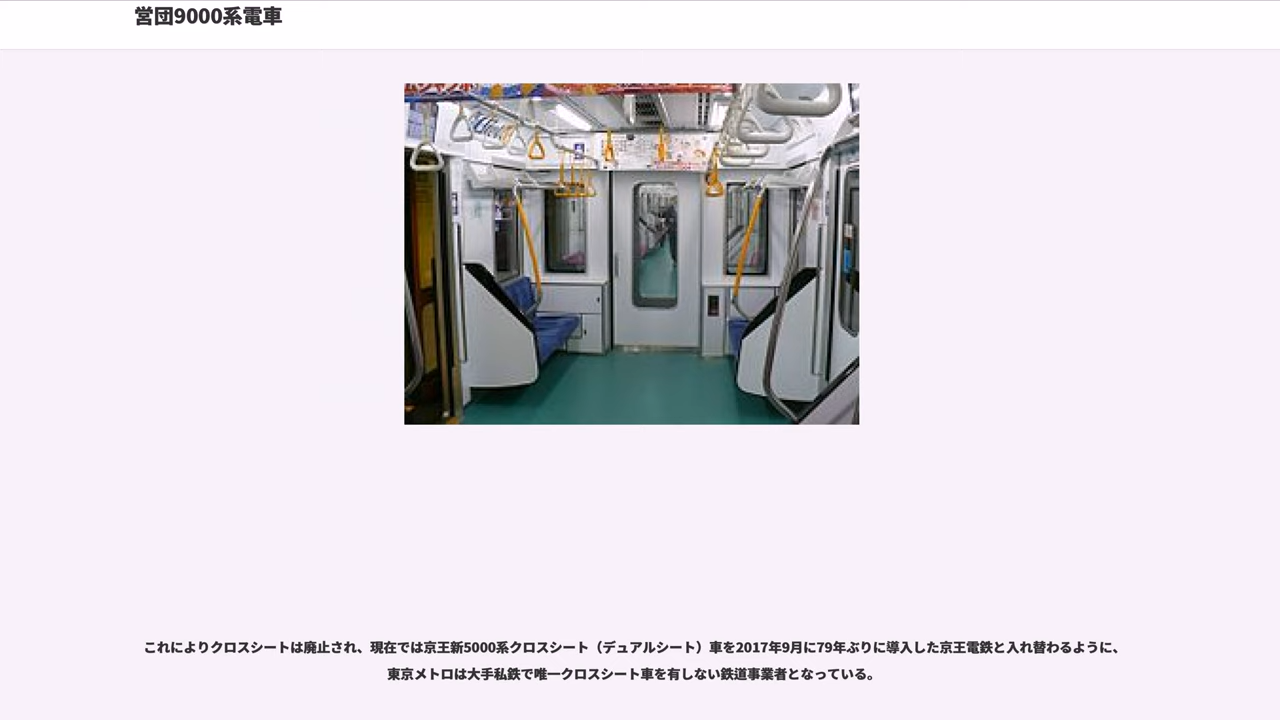 営団9000系電車
これによりクロスシートは廃止され、現在では京王新5000系クロスシート（デュアルシート）車を2017年9月に79年ぶりに導入した京王電鉄と入れ替わるように、
東京メトロは大手私鉄で唯一クロスシート車を有しない鉄道事業者となっている。